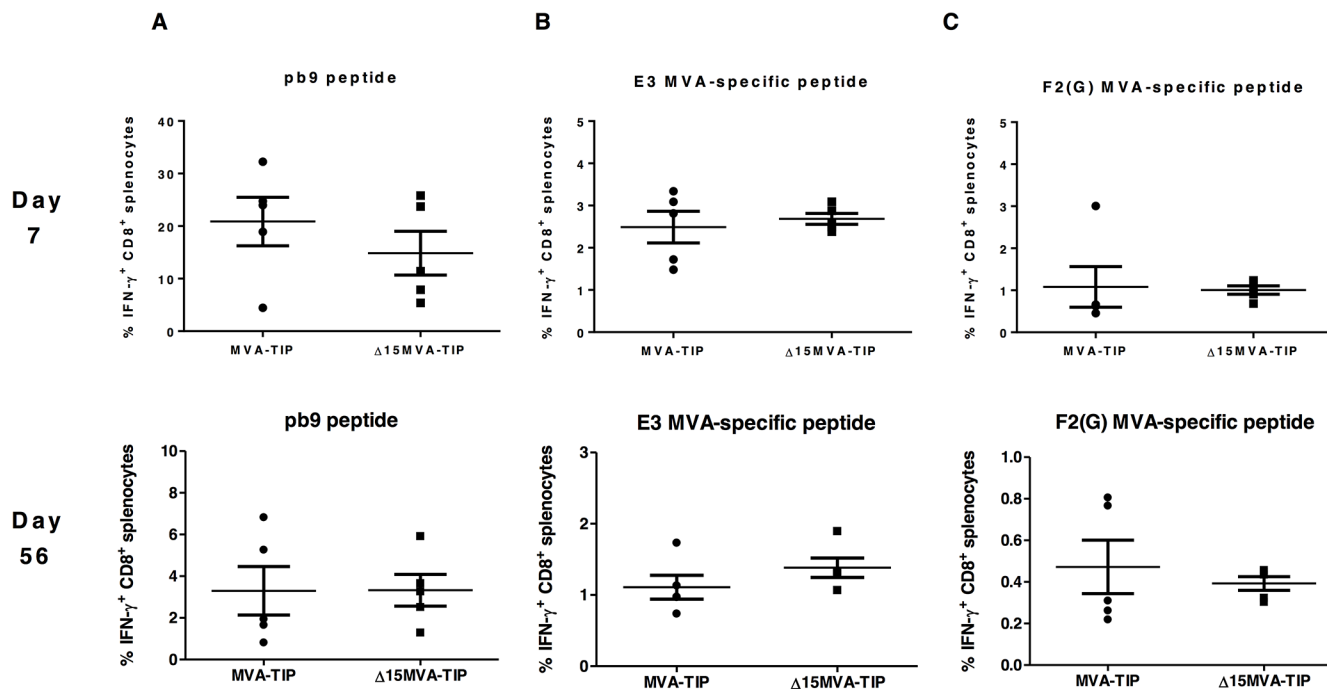 A
B
C
pb9 peptide
E3 MVA-specific peptide
F2(G) MVA-specific peptide
Day
7
% IFN-γ+ CD8+ splenocytes
40
30
20
10
0
MVA-TIP
Δ15MVA-TIP
% IFN-γ+ CD8+ splenocytes
5
4
3
2
1
0
MVA-TIP
Δ15MVA-TIP
% IFN-γ+ CD8+ splenocytes
5
4
3
2
1
0
MVA-TIP
Δ15MVA-TIP
pb9 peptide
E3 MVA-specific peptide
F2(G) MVA-specific peptide
Day
56
% IFN-γ+ CD8+ splenocytes
10
8
6
4
2
0
MVA-TIP
Δ15MVA-TIP
% IFN-γ+ CD8+ splenocytes
3
2
1
0
MVA-TIP
Δ15MVA-TIP
% IFN-γ+ CD8+ splenocytes
1.0
0.8
0.6
0.4
0.2
0.0
MVA-TIP
Δ15MVA-TIP